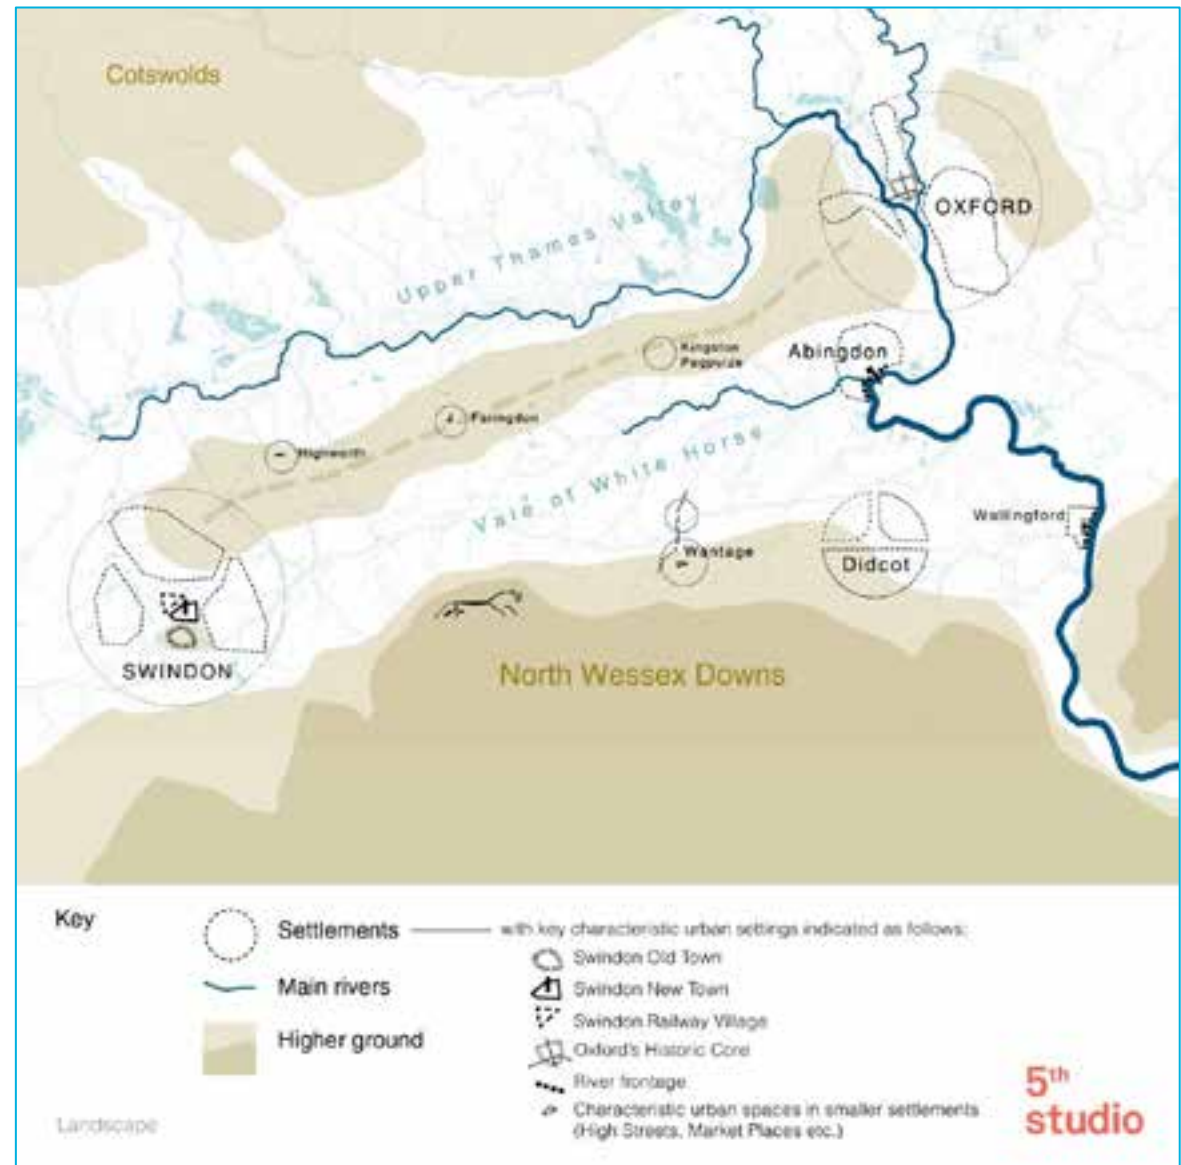 Cotswolds
Upper Thames Valley
OXFORD
Kingston
Bagpuize
Abingdon
Faringdon
Highworth
Vale of White Horse
Wallingford
Wantage
Didcot
SWINDON
North Wessex Downs
Key
Settlements
with key characteristic urban settings indicated as follows:
Swindon Old Town
Main rivers
Swindon New Town
Swindon Railway Village
Higher ground
Oxford's Historic Core
River frontage
Characteristic urban spaces in smaller settlements
(High Streets, Market Places etc.)
Landscape
5th
studio